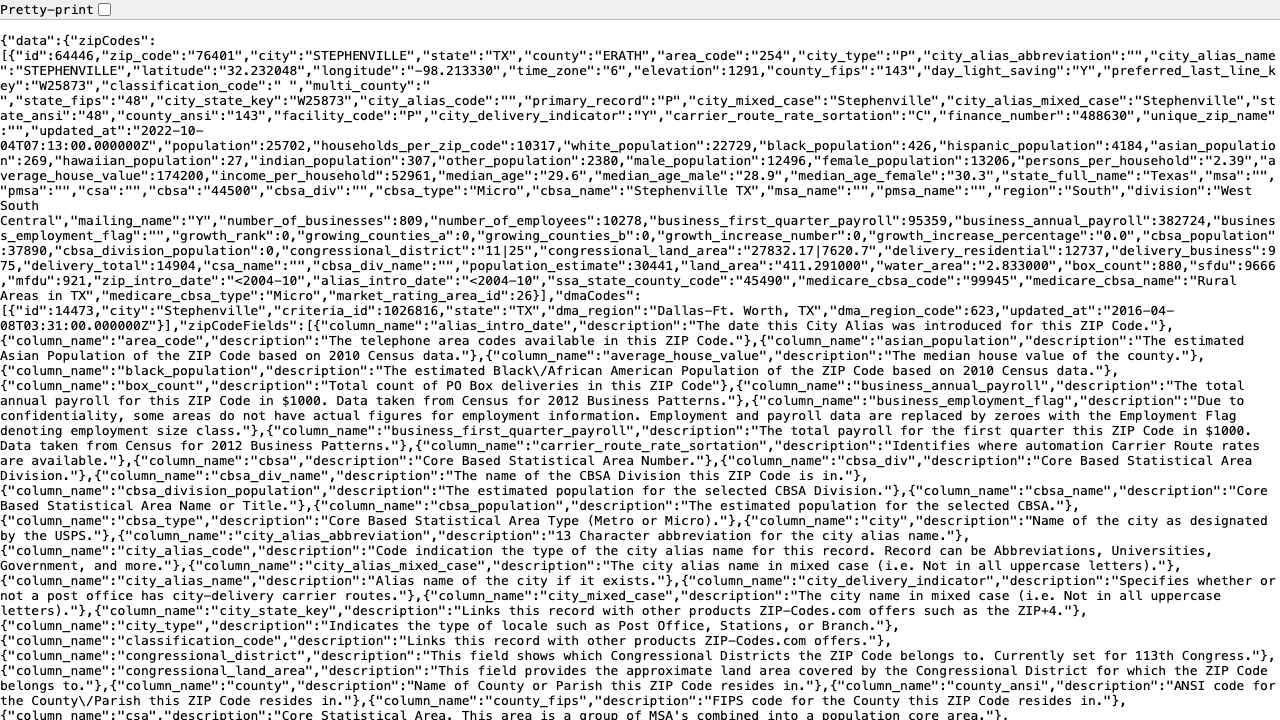 Pretty-print
{"data":{"zipCodes":
[{"id":64446,"zip_code":"76401","city":"STEPHENVILLE","state":"TX","county":"ERATH","area_code":"254","city_type":"P","city_alias_abbreviation":"","city_alias_name
":"STEPHENVILLE","latitude":"32.232048","longitude":"-98.213330","time_zone":"6","elevation":1291,"county_fips":"143","day_light_saving":"Y","preferred_last_line_k
ey":"W25873","classification_code":" ","multi_county":"
","state_fips":"48","city_state_key":"W25873","city_alias_code":"","primary_record":"P","city_mixed_case":"Stephenville","city_alias_mixed_case":"Stephenville","st
ate_ansi":"48","county_ansi":"143","facility_code":"P","city_delivery_indicator":"Y","carrier_route_rate_sortation":"C","finance_number":"488630","unique_zip_name"
:"","updated_at":"2022-10-
04T07:13:00.000000Z","population":25702,"households_per_zip_code":10317,"white_population":22729,"black_population":426,"hispanic_population":4184,"asian_populatio
n":269,"hawaiian_population":27,"indian_population":307,"other_population":2380,"male_population":12496,"female_population":13206,"persons_per_household":"2.39","a
verage_house_value":174200,"income_per_household":52961,"median_age":"29.6","median_age_male":"28.9","median_age_female":"30.3","state_full_name":"Texas","msa":"",
"pmsa":"","csa":"","cbsa":"44500","cbsa_div":"","cbsa_type":"Micro","cbsa_name":"Stephenville TX","msa_name":"","pmsa_name":"","region":"South","division":"West
South
Central","mailing_name":"Y","number_of_businesses":809,"number_of_employees":10278,"business_first_quarter_payroll":95359,"business_annual_payroll":382724,"busines
s_employment_flag":"","growth_rank":0,"growing_counties_a":0,"growing_counties_b":0,"growth_increase_number":0,"growth_increase_percentage":"0.0","cbsa_population"
:37890,"cbsa_division_population":0,"congressional_district":"11|25","congressional_land_area":"27832.17|7620.7","delivery_residential":12737,"delivery_business":9
75,"delivery_total":14904,"csa_name":"","cbsa_div_name":"","population_estimate":30441,"land_area":"411.291000","water_area":"2.833000","box_count":880,"sfdu":9666
,"mfdu":921,"zip_intro_date":"<2004-10","alias_intro_date":"<2004-10","ssa_state_county_code":"45490","medicare_cbsa_code":"99945","medicare_cbsa_name":"Rural
Areas in TX","medicare_cbsa_type":"Micro","market_rating_area_id":26}],"dmaCodes":
[{"id":14473,"city":"Stephenville","criteria_id":1026816,"state":"TX","dma_region":"Dallas-Ft. Worth, TX","dma_region_code":623,"updated_at":"2016-04-
08T03:31:00.000000Z"}],"zipCodeFields":[{"column_name":"alias_intro_date","description":"The date this City Alias was introduced for this ZIP Code."},
{"column_name":"area_code","description":"The telephone area codes available in this ZIP Code."},{"column_name":"asian_population","description":"The estimated
Asian Population of the ZIP Code based on 2010 Census data."},{"column_name":"average_house_value","description":"The median house value of the county."},
{"column_name":"black_population","description":"The estimated Black\/African American Population of the ZIP Code based on 2010 Census data."},
{"column_name":"box_count","description":"Total count of PO Box deliveries in this ZIP Code"},{"column_name":"business_annual_payroll","description":"The total
annual payroll for this ZIP Code in $1000. Data taken from Census for 2012 Business Patterns."},{"column_name":"business_employment_flag","description":"Due to
confidentiality, some areas do not have actual figures for employment information. Employment and payroll data are replaced by zeroes with the Employment Flag
denoting employment size class."},{"column_name":"business_first_quarter_payroll","description":"The total payroll for the first quarter this ZIP Code in $1000.
Data taken from Census for 2012 Business Patterns."},{"column_name":"carrier_route_rate_sortation","description":"Identifies where automation Carrier Route rates
are available."},{"column_name":"cbsa","description":"Core Based Statistical Area Number."},{"column_name":"cbsa_div","description":"Core Based Statistical Area
Division."},{"column_name":"cbsa_div_name","description":"The name of the CBSA Division this ZIP Code is in."},
{"column_name":"cbsa_division_population","description":"The estimated population for the selected CBSA Division."},{"column_name":"cbsa_name","description":"Core
Based Statistical Area Name or Title."},{"column_name":"cbsa_population","description":"The estimated population for the selected CBSA."},
{"column_name":"cbsa_type","description":"Core Based Statistical Area Type (Metro or Micro)."},{"column_name":"city","description":"Name of the city as designated
by the USPS."},{"column_name":"city_alias_abbreviation","description":"13 Character abbreviation for the city alias name."},
{"column_name":"city_alias_code","description":"Code indication the type of the city alias name for this record. Record can be Abbreviations, Universities,
Government, and more."},{"column_name":"city_alias_mixed_case","description":"The city alias name in mixed case (i.e. Not in all uppercase letters)."},
{"column_name":"city_alias_name","description":"Alias name of the city if it exists."},{"column_name":"city_delivery_indicator","description":"Specifies whether or
not a post office has city-delivery carrier routes."},{"column_name":"city_mixed_case","description":"The city name in mixed case (i.e. Not in all uppercase
letters)."},{"column_name":"city_state_key","description":"Links this record with other products ZIP-Codes.com offers such as the ZIP+4."},
{"column_name":"city_type","description":"Indicates the type of locale such as Post Office, Stations, or Branch."},
{"column_name":"classification_code","description":"Links this record with other products ZIP-Codes.com offers."},
{"column_name":"congressional_district","description":"This field shows which Congressional Districts the ZIP Code belongs to. Currently set for 113th Congress."},
{"column_name":"congressional_land_area","description":"This field provides the approximate land area covered by the Congressional District for which the ZIP Code
belongs to."},{"column_name":"county","description":"Name of County or Parish this ZIP Code resides in."},{"column_name":"county_ansi","description":"ANSI code for
the County\/Parish this ZIP Code resides in."},{"column_name":"county_fips","description":"FIPS code for the County this ZIP Code resides in."},
{"column_name":"csa","description":"Core Statistical Area. This area is a group of MSA's combined into a population core area."},